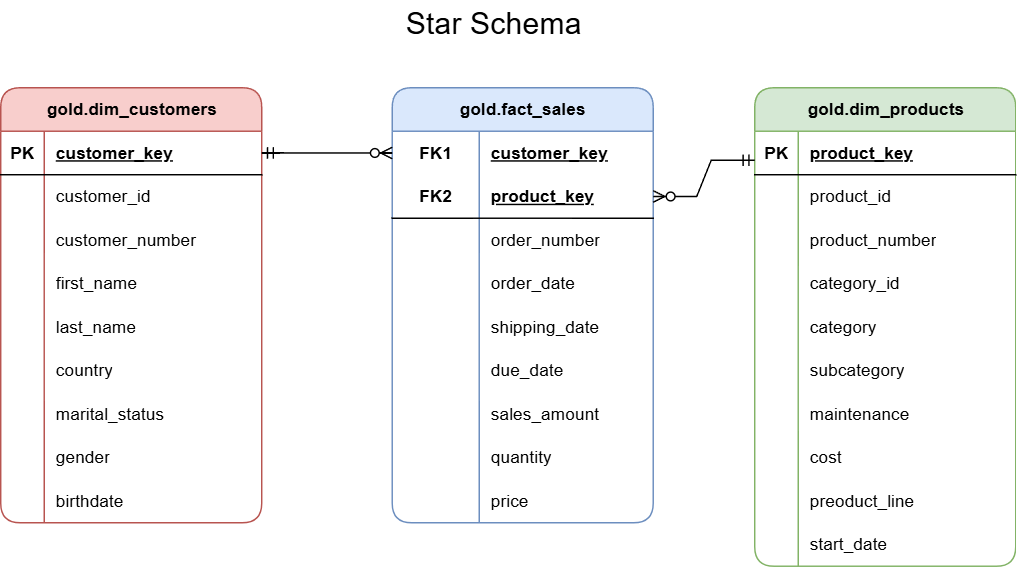 Star Schema
gold.dim_customers
PK customer_key
customer_id
customer_number
first_name
last_name
country
marital_status
gender
birthdate
gold.fact_sales
FK1 customer_key
FK2 product_key
order_number
order_date
shipping_date
due_date
sales_amount
quantity
price
gold.dim_products
PK product_key
product_id
product_number
category_id
category
subcategory
maintenance
cost
preoduct_line
start_date